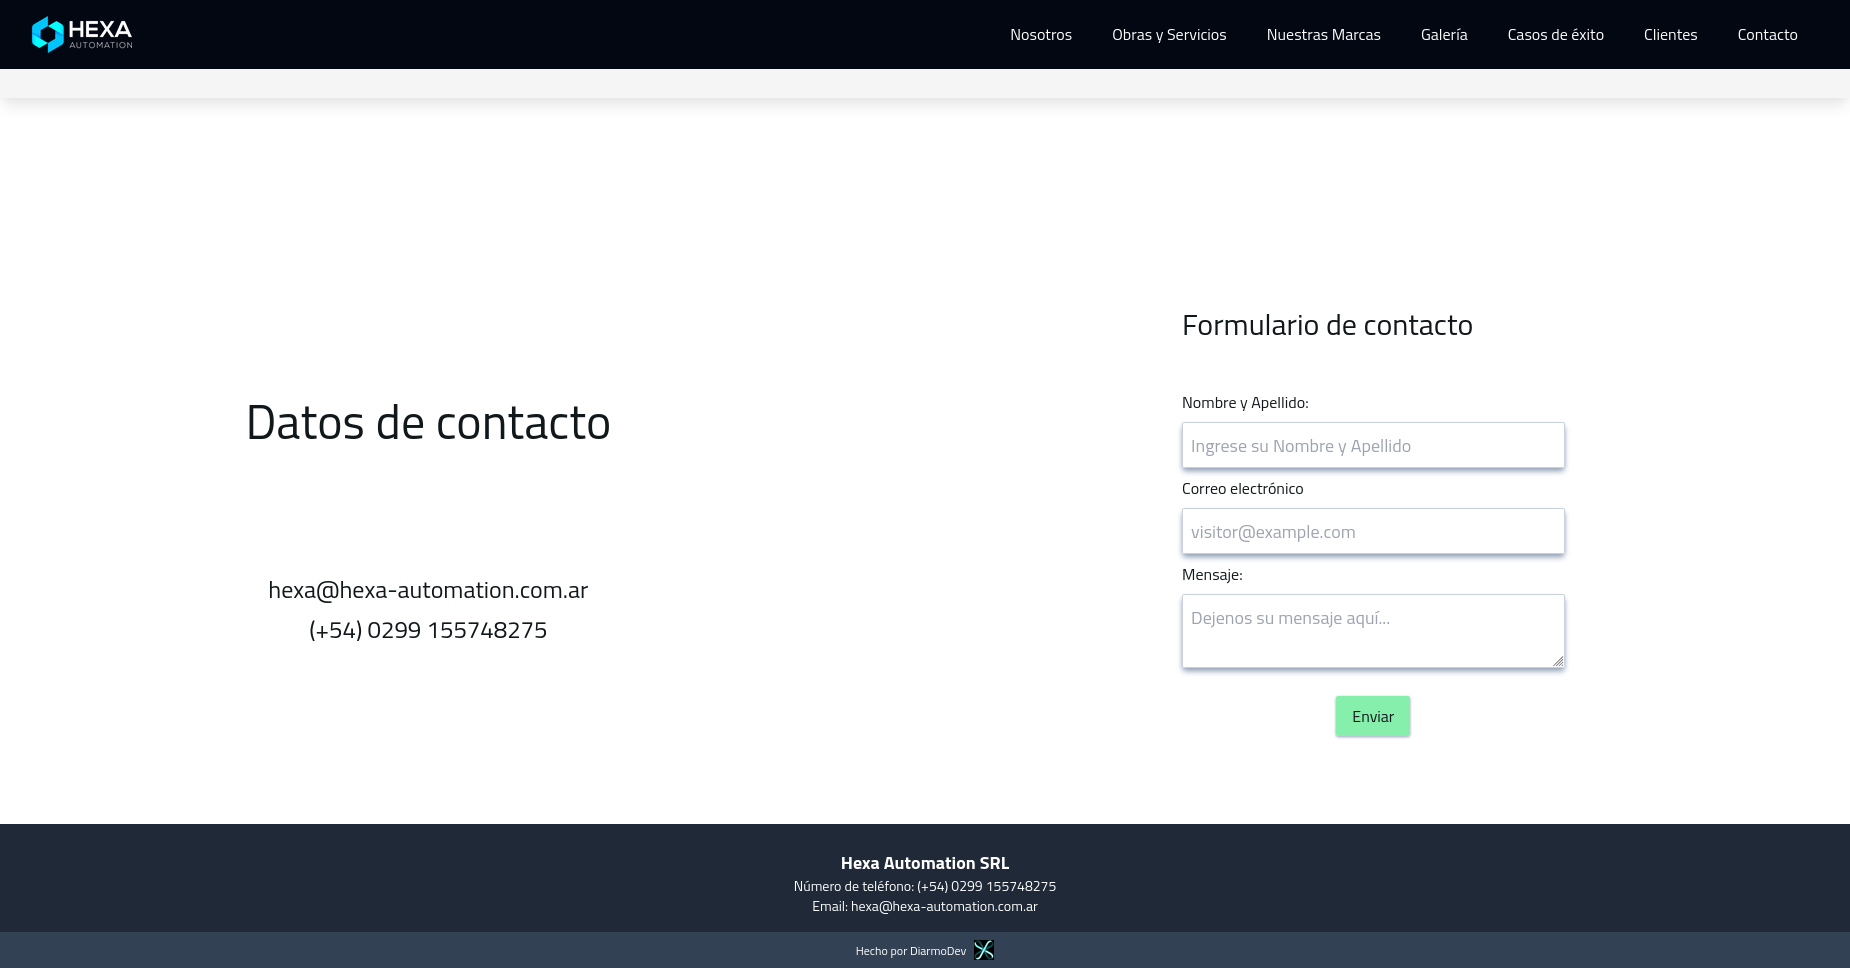 HEXA
AUTOMATION
Nosotros
Obras y Servicios
Nuestras Marcas
Galería
Casos de éxito
Clientes
Contacto
Datos de contacto
hexa@hexa-automation.com.ar
(+54) 0299 155748275
Formulario de contacto
Nombre y Apellido:
Ingrese su Nombre y Apellido
Correo electrónico
visitor@example.com
Mensaje:
Dejenos su mensaje aquí...
Enviar
Hexa Automation SRL
Número de teléfono: (+54) 0299 155748275
Email: hexa@hexa-automation.com.ar
Hecho por DiarmoDev